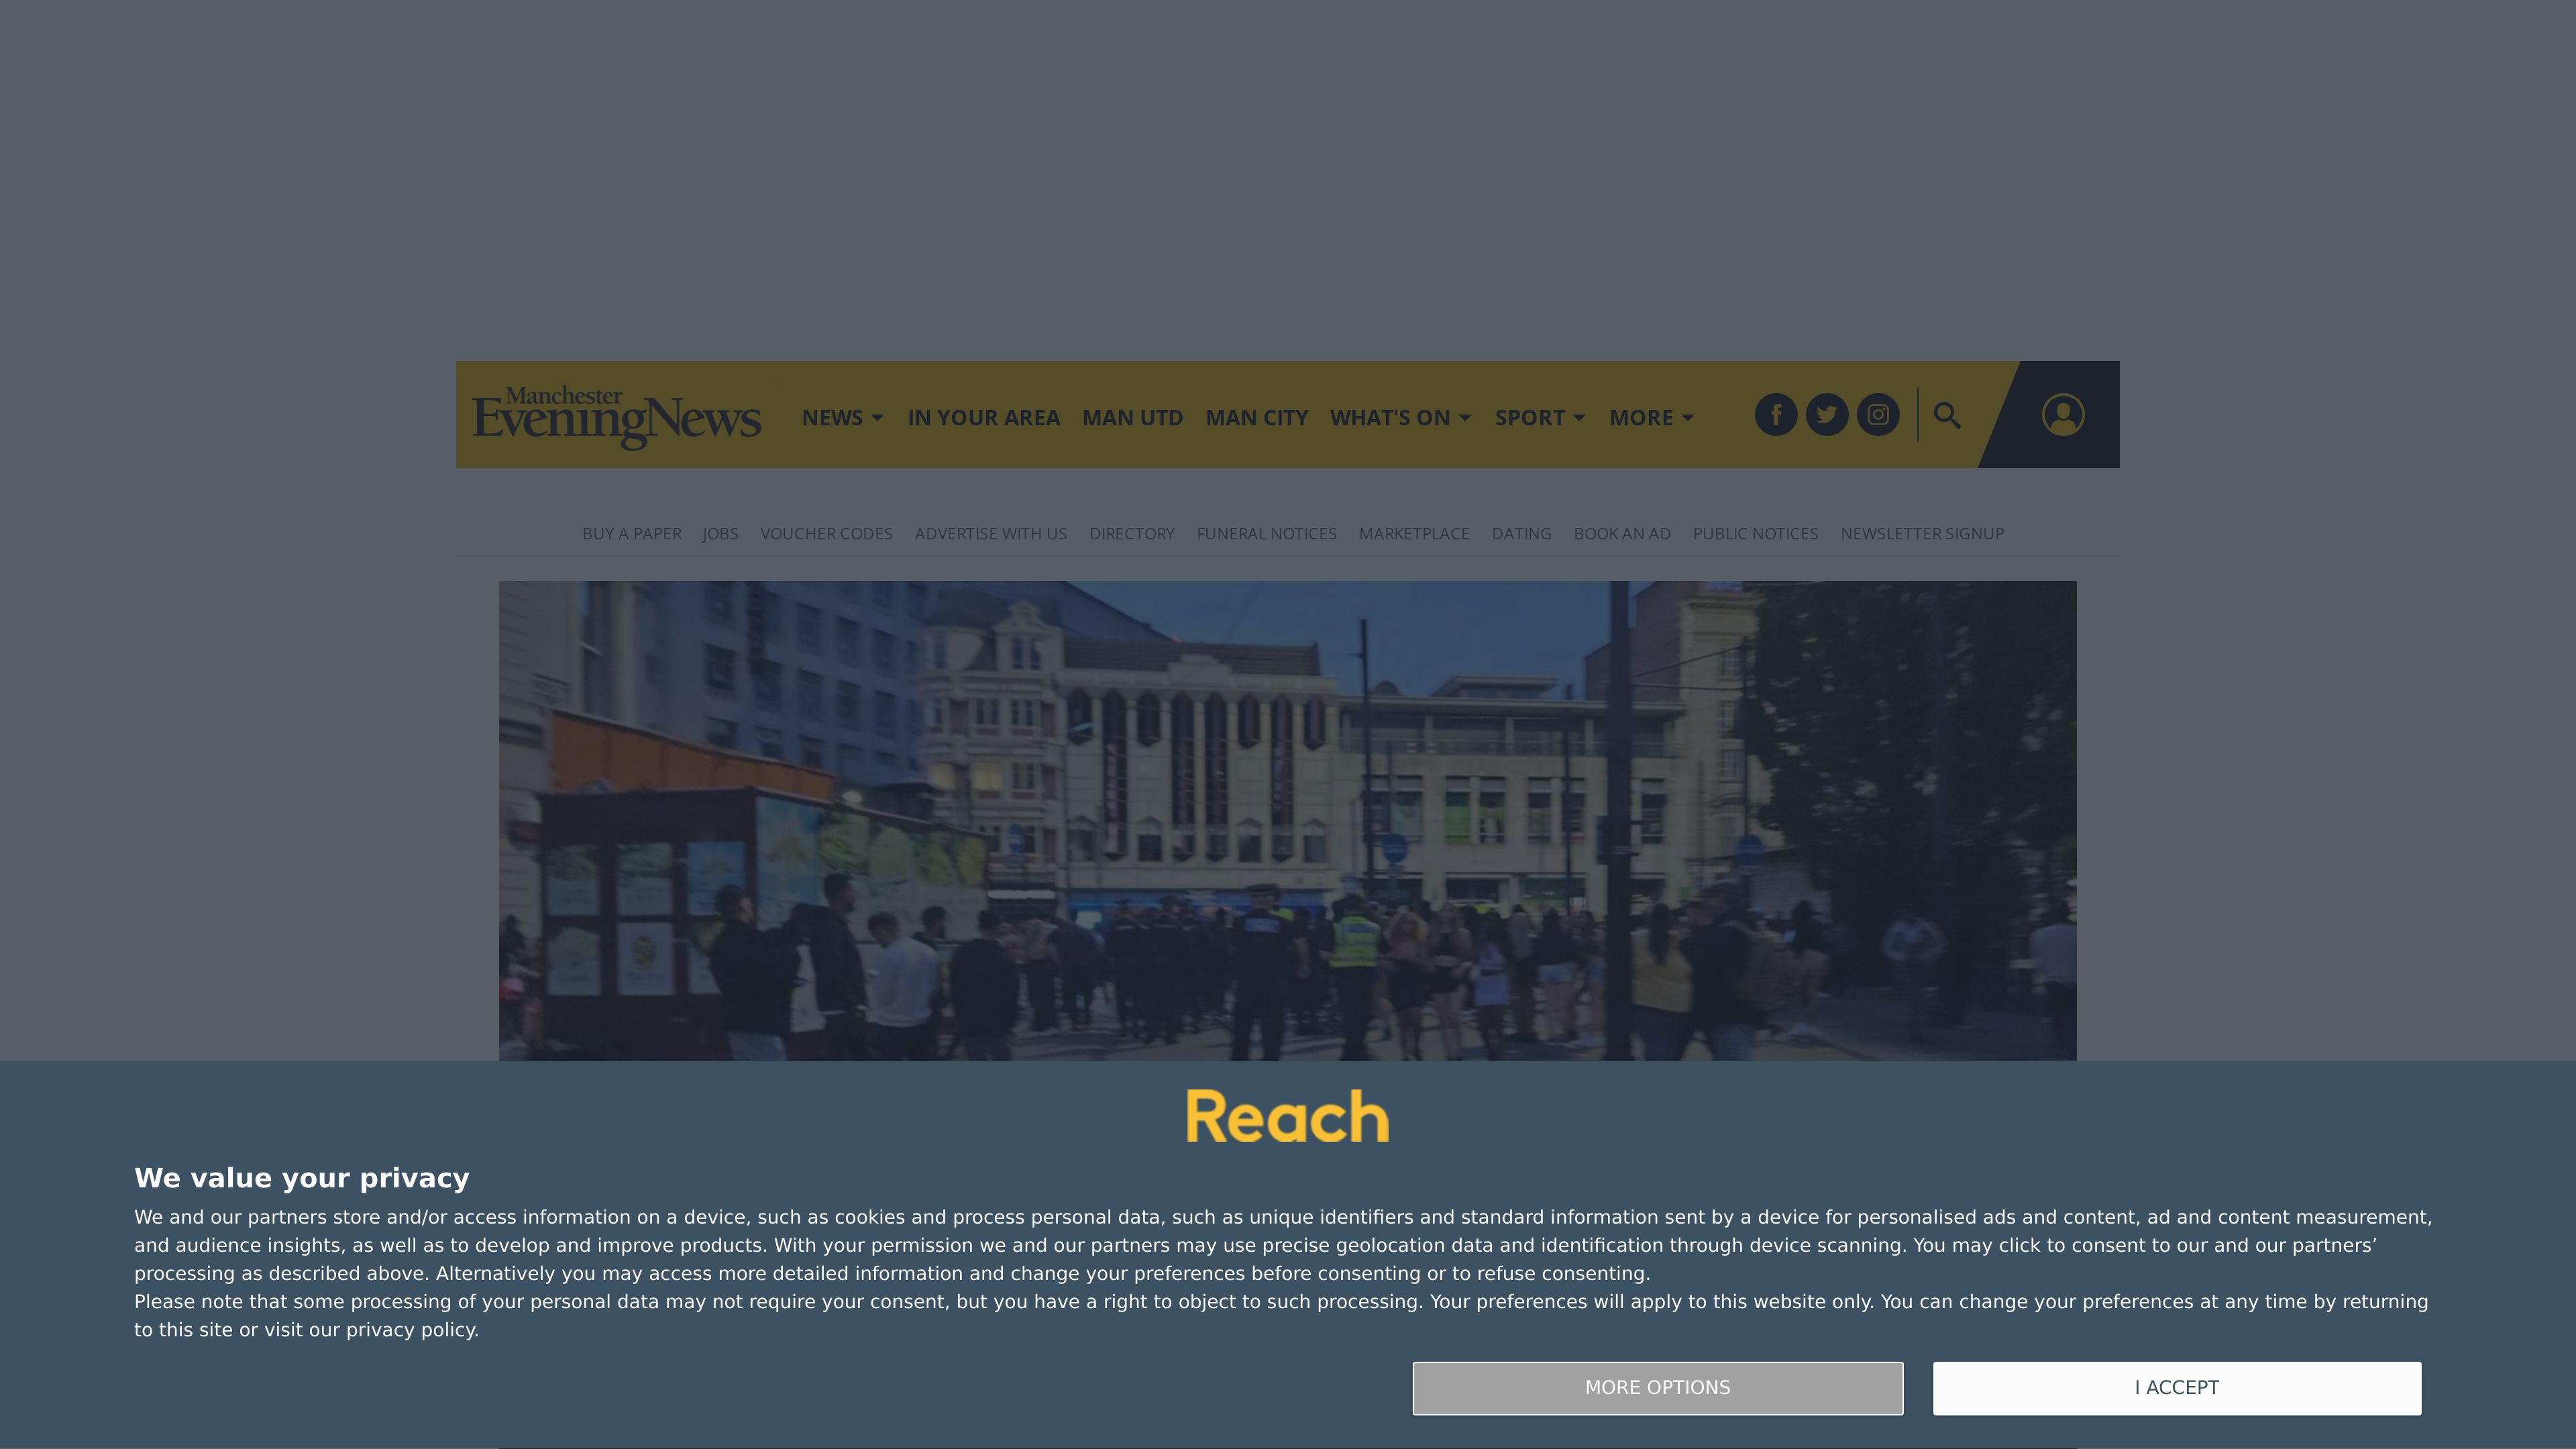 Manchester
EveningNews
NEWS
IN YOUR AREA
MAN UTD
MAN CITY
WHAT'S ON
SPORT
MORE
BUY A PAPER
JOBS
VOUCHER CODES
ADVERTISE WITH US
DIRECTORY
FUNERAL NOTICES
MARKETPLACE
DATING
BOOK AN AD
PUBLIC NOTICES
NEWSLETTER SIGNUP
Reach
We value your privacy
We and our partners store and/or access information on a device, such as cookies and process personal data, such as unique identifiers and standard information sent by a device for personalised ads and content, ad and content measurement,
and audience insights, as well as to develop and improve products. With your permission we and our partners may use precise geolocation data and identification through device scanning. You may click to consent to our and our partners’
processing as described above. Alternatively you may access more detailed information and change your preferences before consenting or to refuse consenting.
Please note that some processing of your personal data may not require your consent, but you have a right to object to such processing. Your preferences will apply to this website only. You can change your preferences at any time by returning
to this site or visit our privacy policy.
MORE OPTIONS
I ACCEPT